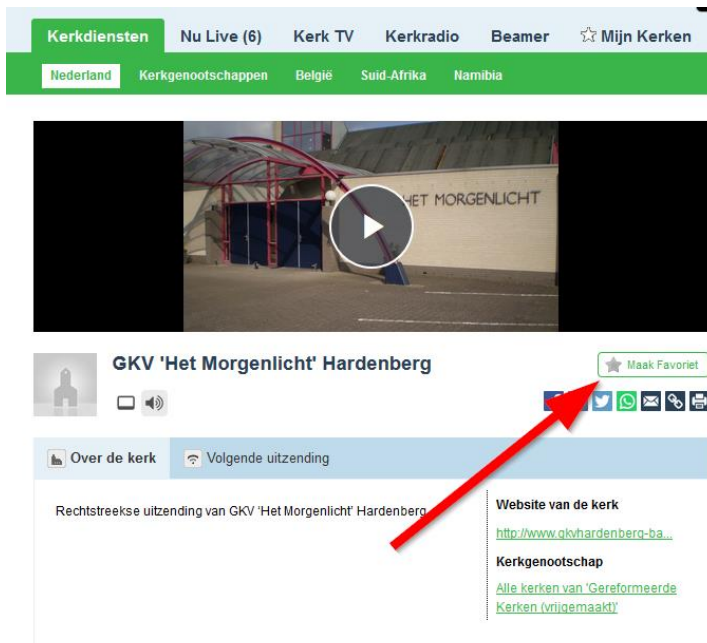 Kerkdiensten Nu Live (6) Kerk TV Kerkradio Beamer Mijn Kerken
Nederland Kerkgenootschappen België Suid-Afrika Namibia
HET MORGENLICHT
GKV 'Het Morgenlicht' Hardenberg
Maak Favoriet
Over de kerk Volgende uitzending
Rechtstreekse uitzending van GKV 'Het Morgenlicht' Hardenberg
Website van de kerk
http://www.gkvhardenberg-ba...
Kerkgenootschap
Alle kerken van 'Gereformeerde
Kerken (vrijgemaakt)'